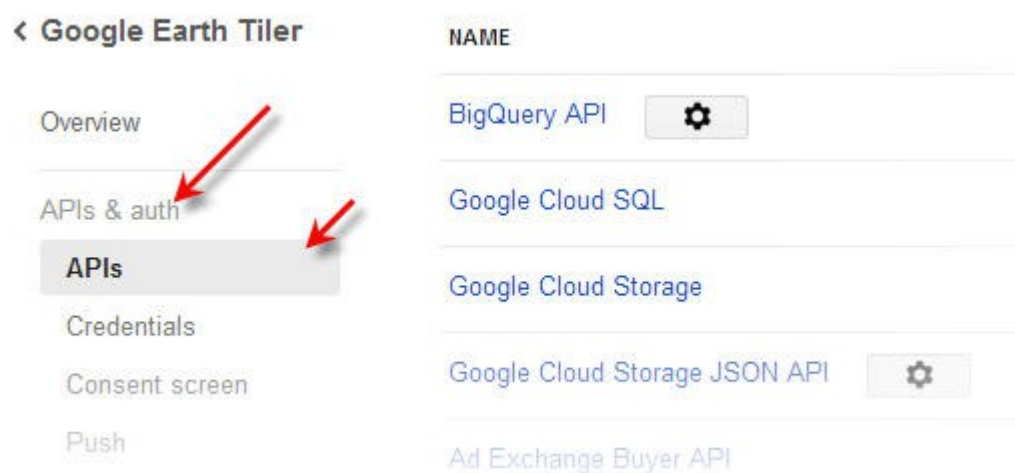 Google Earth Tiler
Overview
APIs & auth
APIs
Credentials
Consent screen
Push
NAME
BigQuery API
Google Cloud SQL
Google Cloud Storage
Google Cloud Storage JSON API
Ad Exchange Buyer API